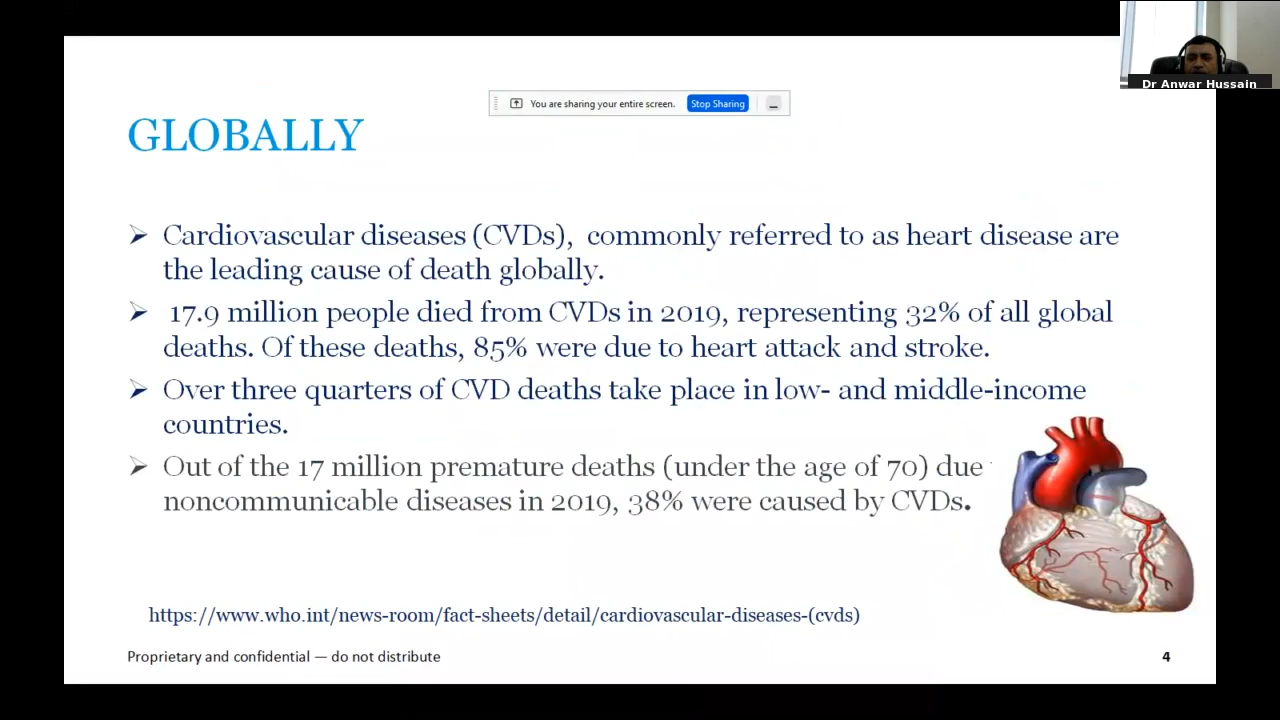 Dr Anwar Hussain
You are sharing your entire screen. Stop Sharing
GLOBALLY
Cardiovascular diseases (CVDs), commonly referred to as heart disease are
the leading cause of death globally.
17.9 million people died from CVDs in 2019, representing 32% of all global
deaths. Of these deaths, 85% were due to heart attack and stroke.
Over three quarters of CVD deaths take place in low- and middle-income
countries.
Out of the 17 million premature deaths (under the age of 70) due
noncommunicable diseases in 2019, 38% were caused by CVDs.
https://www.who.int/news-room/fact-sheets/detail/cardiovascular-diseases-(cvds)
Proprietary and confidential — do not distribute
4